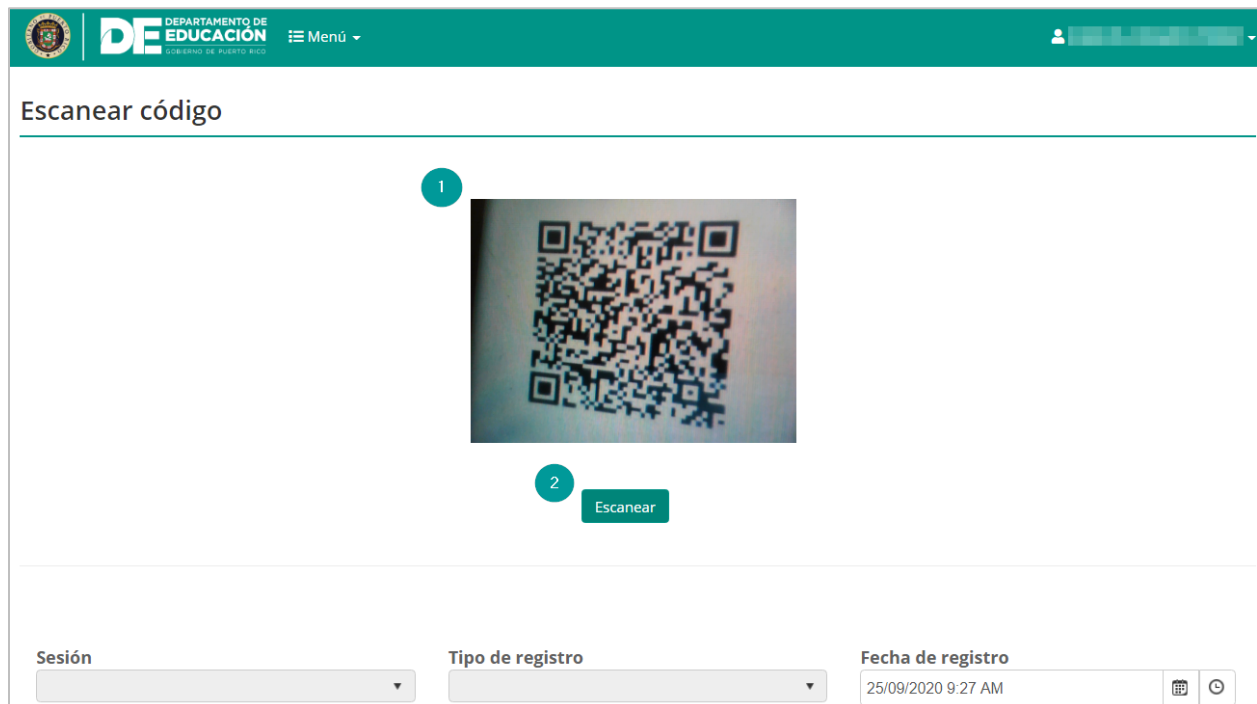 DEPARTAMENTO DE
DE EDUCACIÓN
GOBIERNO DE PUERTO RICO
Menú
Escanear código
1
2
Escanear
Sesión
Tipo de registro
Fecha de registro
25/09/2020 9:27 AM